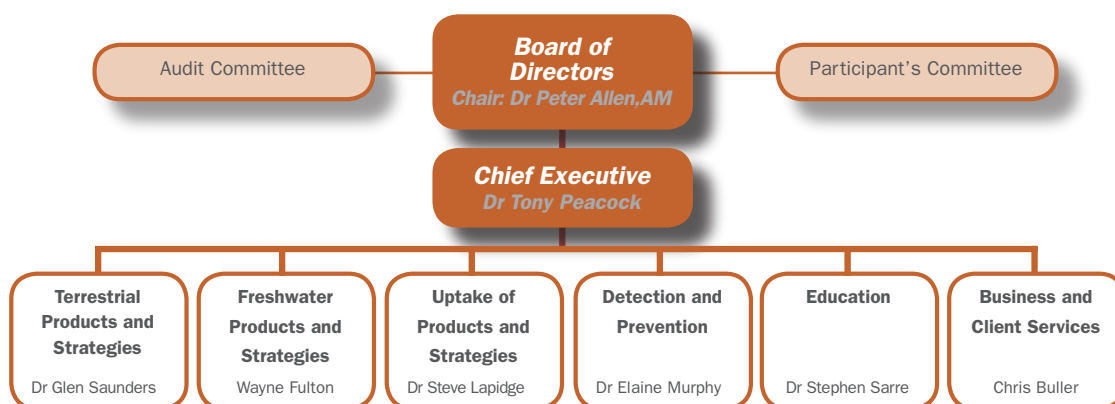 Audit Committee
Board of
Directors
Chair: Dr Peter Allen,AM
Participant's Committee
Chief Executive
Dr Tony Peacock
Terrestrial
Products and
Strategies
Dr Glen Saunders
Freshwater
Products and
Strategies
Wayne Fulton
Uptake of
Products and
Strategies
Dr Steve Lapidge
Detection and
Prevention
Dr Elaine Murphy
Education
Dr Stephen Sarre
Business and
Client Services
Chris Buller